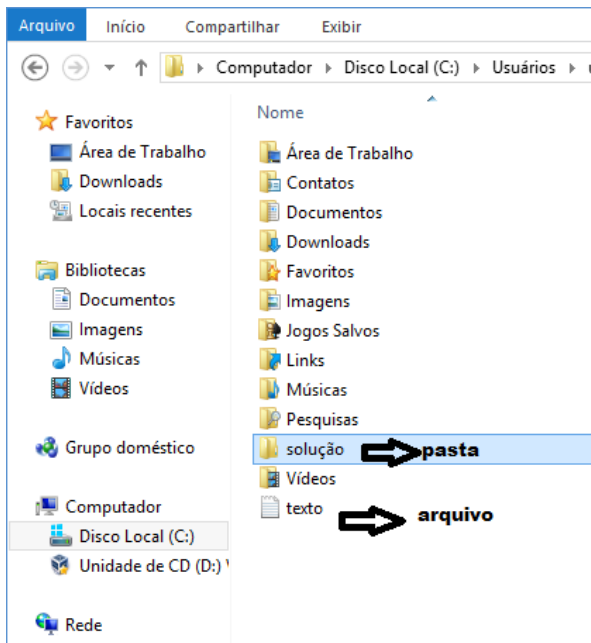 Arquivo Início Compartilhar Exibir
Computador Disco Local (C:) Usuários
Favoritos
Área de Trabalho
Downloads
Locais recentes
Bibliotecas
Documentos
Imagens
Músicas
Vídeos
Grupo doméstico
Computador
Disco Local (C:)
Unidade de CD (D:)
Rede
Nome
Área de Trabalho
Contatos
Documentos
Downloads
Favoritos
Imagens
Jogos Salvos
Links
Músicas
Pesquisas
solução pasta
Vídeos
texto arquivo